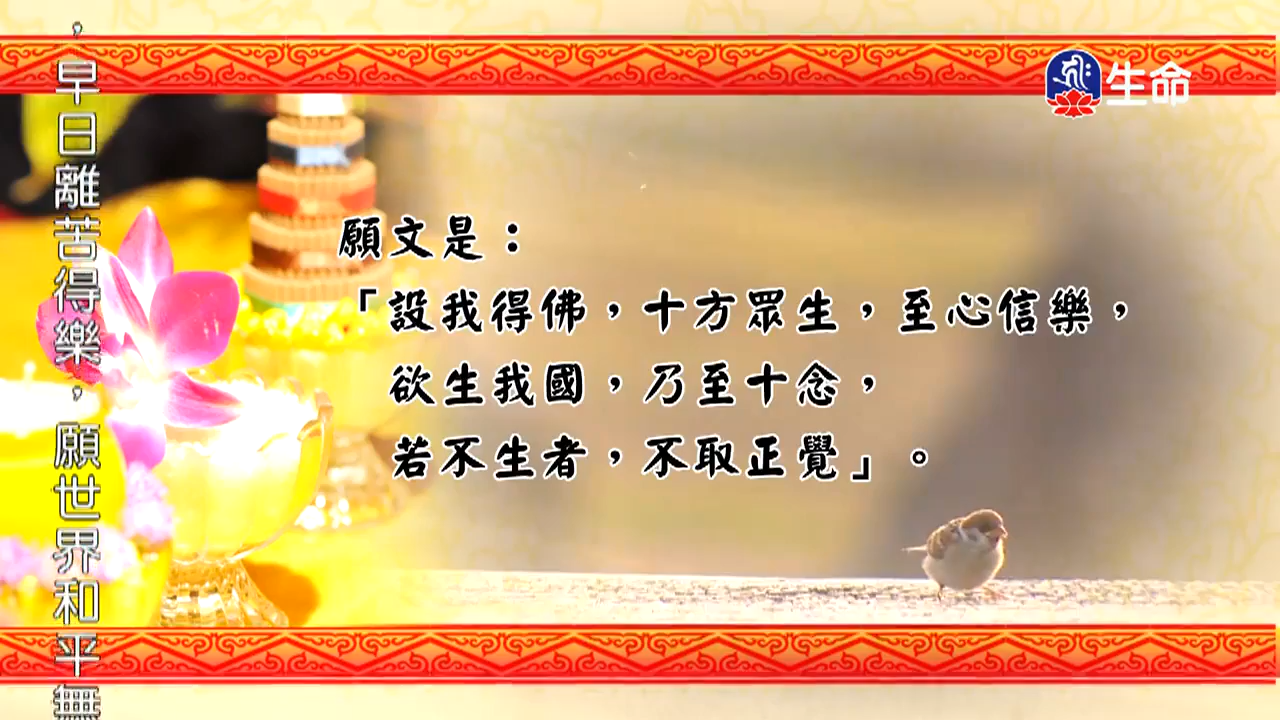 生命
願文是：
「設我得佛，十方眾生，至心信樂，
欲生我國，乃至十念，
若不生者，不取正覺」。
，早日離苦得樂，願世界和平無